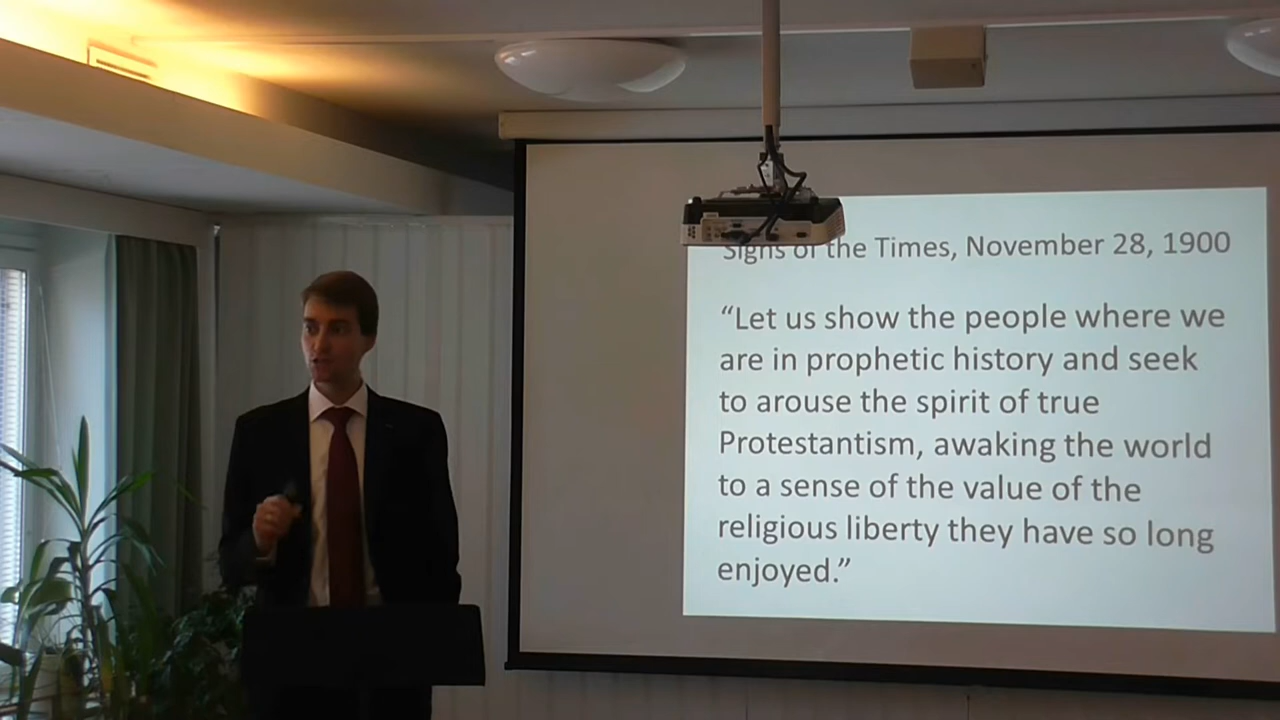 Signs of the Times, November 28, 1900
“Let us show the people where we
are in prophetic history and seek
to arouse the spirit of true
Protestantism, awaking the world
to a sense of the value of the
religious liberty they have so long
enjoyed.”